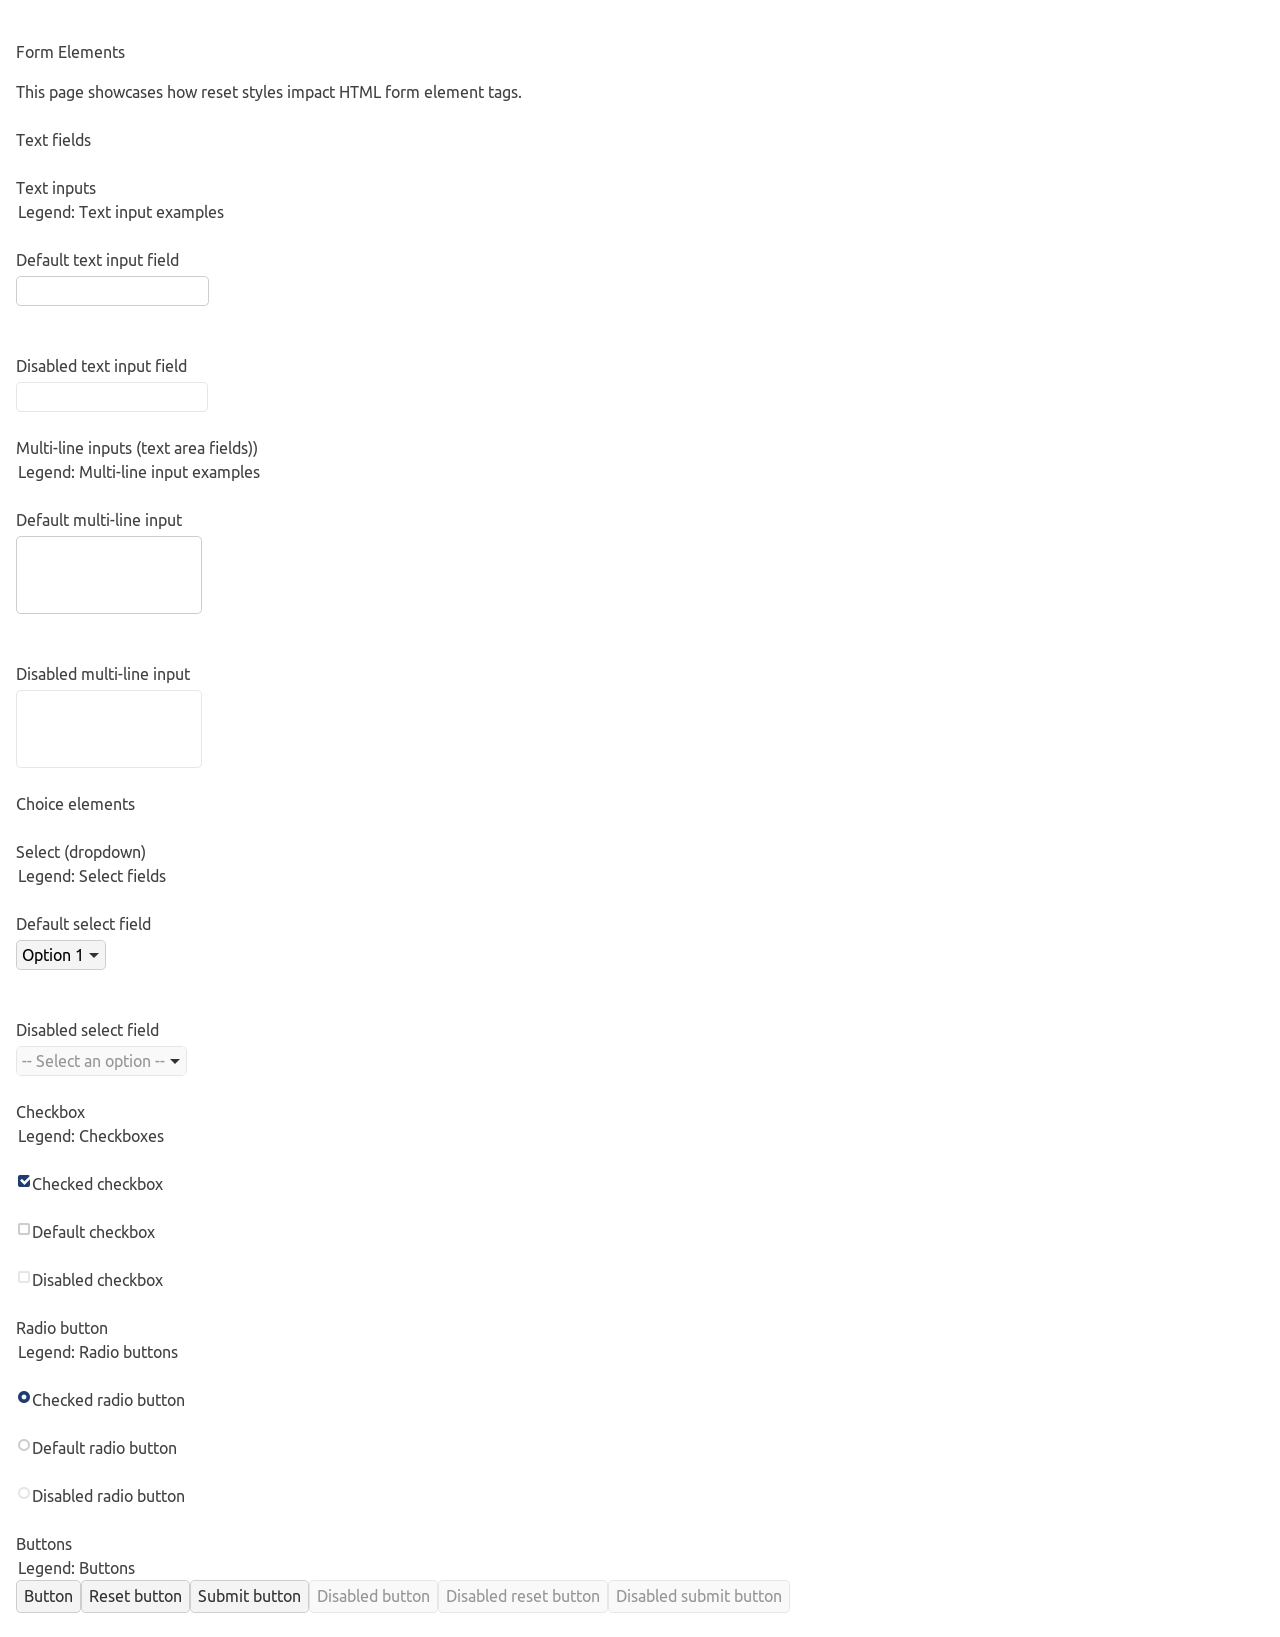 Form Elements
This page showcases how reset styles impact HTML form element tags.
Text fields
Text inputs
Legend: Text input examples
Default text input field
Disabled text input field
Multi-line inputs (text area fields))
Legend: Multi-line input examples
Default multi-line input
Disabled multi-line input
Choice elements
Select (dropdown)
Legend: Select fields
Default select field
Option 1
Disabled select field
-- Select an option --
Checkbox
Legend: Checkboxes
Checked checkbox
Default checkbox
Disabled checkbox
Radio button
Legend: Radio buttons
Checked radio button
Default radio button
Disabled radio button
Buttons
Legend: Buttons
Button Reset button Submit button Disabled button Disabled reset button Disabled submit button